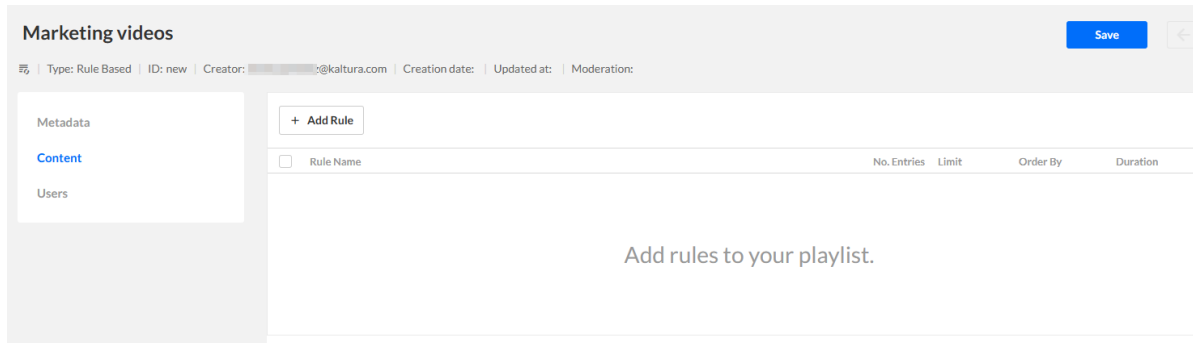 Marketing videos
Save
Type: Rule Based | ID: new | Creator: :@kaltura.com | Creation date: | Updated at: | Moderation:
Metadata
Content
Users
+ Add Rule
Rule Name No. Entries Limit Order By Duration
Add rules to your playlist.